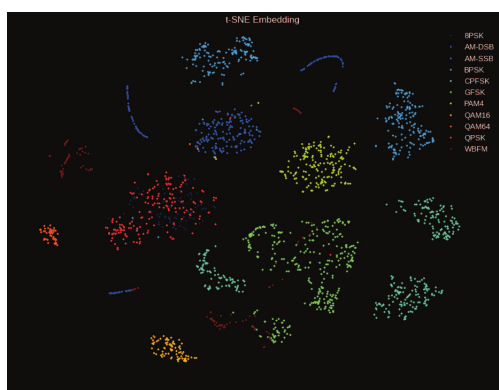 t-SNE Embedding
8PSK
AM-DSB
AM-SSB
BPSK
CPFSK
GFSK
PAM4
QAM16
QAM64
QPSK
WBFM